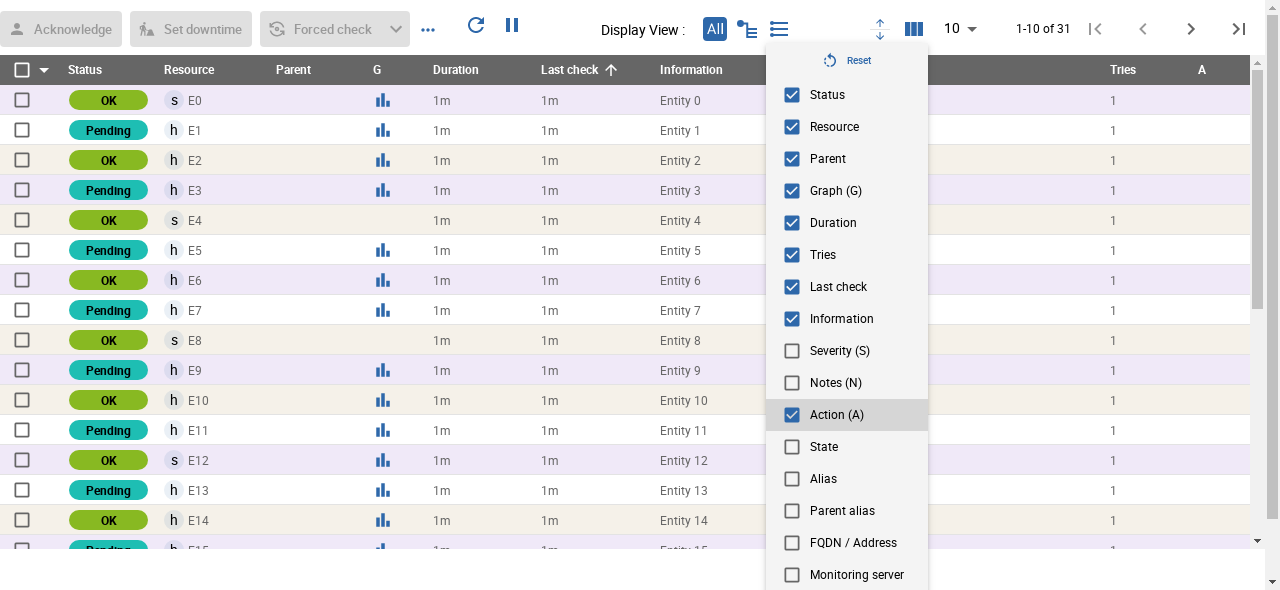 Acknowledge Set downtime Forced check Display View : All 10 1-10 of 31
Reset
Status Resource Parent G Duration Last check Information Tries A
OK s E0 1m 1m Entity 0 1
Pending h E1 1m 1m Entity 1 1
OK h E2 1m 1m Entity 2 1
Pending h E3 1m 1m Entity 3 1
OK s E4 1m 1m Entity 4 1
Pending h E5 1m 1m Entity 5 1
OK h E6 1m 1m Entity 6 1
Pending h E7 1m 1m Entity 7 1
OK s E8 1m 1m Entity 8 1
Pending h E9 1m 1m Entity 9 1
OK h E10 1m 1m Entity 10 1
Pending h E11 1m 1m Entity 11 1
OK s E12 1m 1m Entity 12 1
Pending h E13 1m 1m Entity 13 1
OK h E14 1m 1m Entity 14 1
Pending h E15 1m 1m Entity 15 1
Status
Resource
Parent
Graph (G)
Duration
Tries
Last check
Information
Severity (S)
Notes (N)
Action (A)
State
Alias
Parent alias
FQDN / Address
Monitoring server